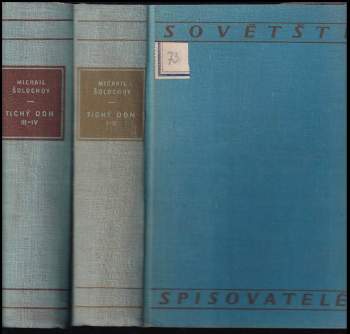 MICHAIL
ŠOLOCHOV
TICHÝ DON
III-IV
MICHAIL
ŠOLOCHOV
TICHÝ DON
I-II
SOVĚTŠT
73
SPISOVATELÉ